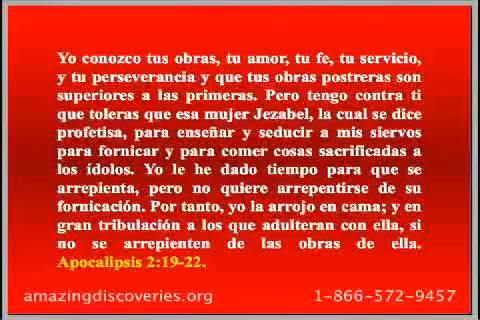 Yo conozco tus obras, tu amor, tu fe, tu servicio,
y tu perseverancia y que tus obras postreras son
superiores a las primeras. Pero tengo contra ti
que toleras que esa mujer Jezabel, la cual se dice
profetisa, para enseñar y seducir a mis siervos
para fornicar y para comer cosas sacrificadas a
los ídolos. Yo le he dado tiempo para que se
arrepienta, pero no quiere arrepentirse de su
fornicación. Por tanto, yo la arrojo en cama; y en
gran tribulación a los que adulteran con ella, si
no se arrepienten de las obras de ella.
Apocalipsis 2:19-22.
amazingdiscoveries.org 1-866-572-9457